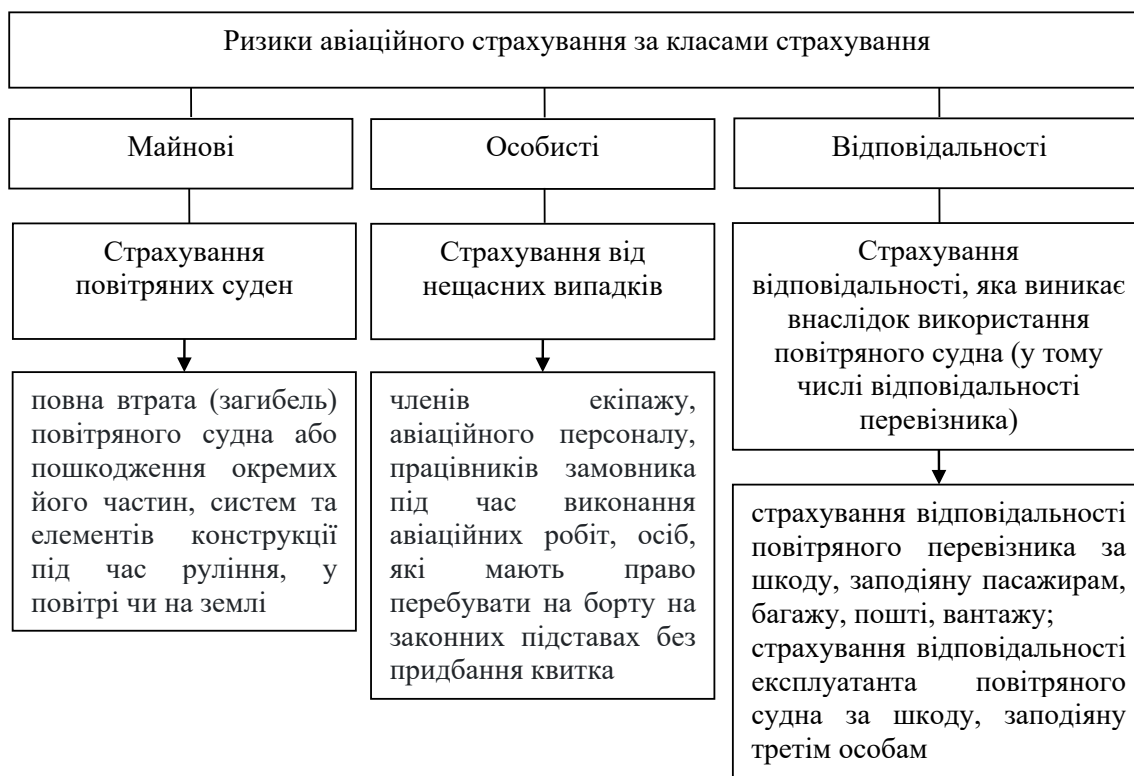 Ризики авіаційного страхування за класами страхування
Майнові
Особисті
Відповідальності
Страхування
повітряних суден
Страхування від
нещасних випадків
Страхування
відповідальності, яка виникає
внаслідок використання
повітряного судна (у тому
числі відповідальності
перевізника)
повна втрата (загибель)
повітряного судна або
пошкодження окремих
його частин, систем та
елементів конструкції
під час руління, у
повітрі чи на землі
членів екіпажу,
авіаційного персоналу,
працівників замовника
під час виконання
авіаційних робіт, осіб,
які мають право
перебувати на борту на
законних підставах без
придбання квитка
страхування відповідальності
повітряного перевізника за
шкоду, заподіяну пасажирам,
багажу, пошті, вантажу;
страхування відповідальності
експлуатанта повітряного
судна за шкоду, заподіяну
третім особам